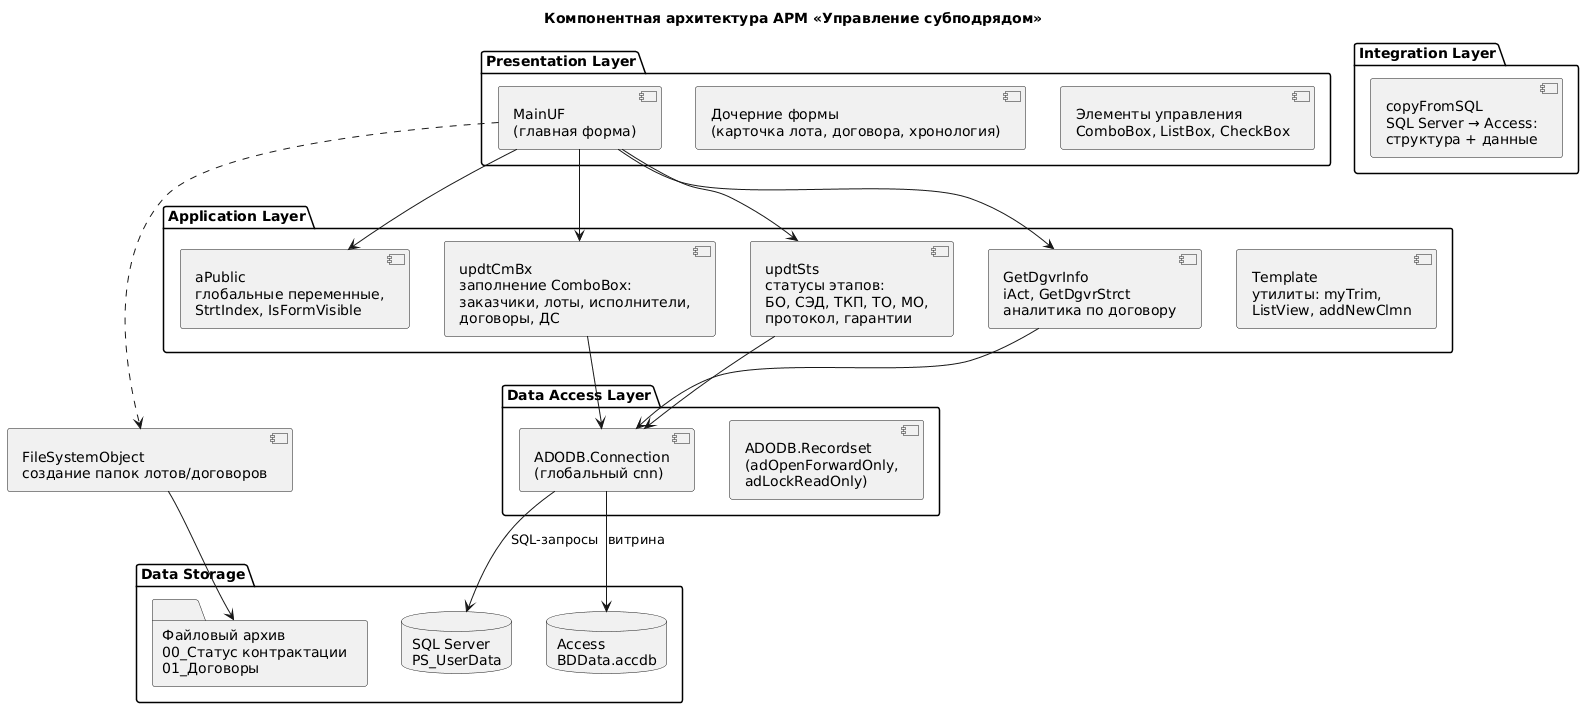 Компонентная архитектура АРМ «Управление субподрядом»
Presentation Layer
MainUF
(главная форма)
Дочерние формы
(карточка лота, договора, хронология)
Элементы управления
ComboBox, ListBox, CheckBox
Integration Layer
copyFromSQL
SQL Server → Access:
структура + данные
Application Layer
aPublic
глобальные переменные,
StrtIndex, IsFormVisible
updtCmBx
заполнение ComboBox:
заказчики, лоты, исполнители,
договоры, ДС
updtSts
статусы этапов:
БО, СЭД, ТКП, ТО, МО,
протокол, гарантии
GetDgvrInfo
iAct, GetDgvrStrct
аналитика по договору
Template
утилиты: myTrim,
ListView, addNewClmn
FileSystemObject
создание папок лотов/договоров
Data Access Layer
ADODB.Connection
(глобальный cnn)
ADODB.Recordset
(adOpenForwardOnly,
adLockReadOnly)
SQL-запросы
витрина
Data Storage
Файловый архив
00_Статус контрактации
01_Договоры
SQL Server
PS_UserData
Access
BDData.accdb